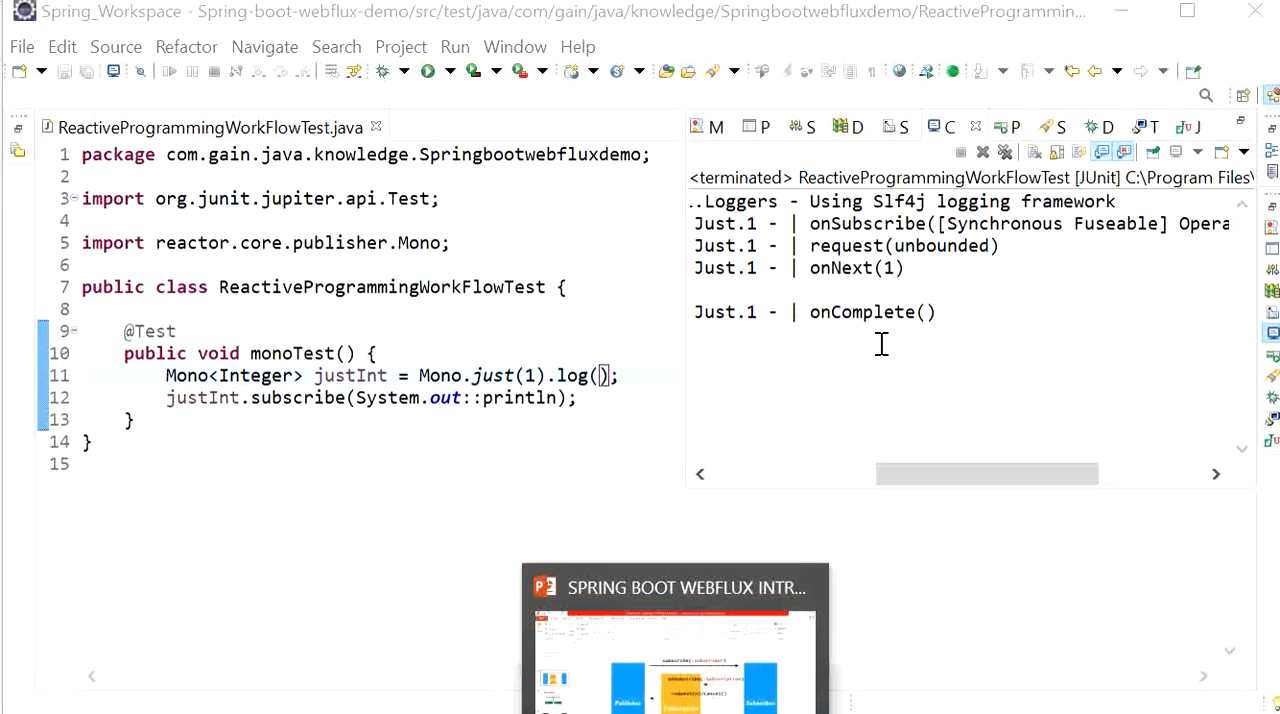 Spring_Workspace - Spring-boot-webflux-demo/src/test/java/com/gain/java/knowledge/Springbootwebfluxdemo/ReactiveProgrammin...
File Edit Source Refactor Navigate Search Project Run Window Help
ReactiveProgrammingWorkFlowTest.java
1 package com.gain.java.knowledge.Springbootwebfluxdemo;
2
3 import org.junit.jupiter.api.Test;
4
5 import reactor.core.publisher.Mono;
6
7 public class ReactiveProgrammingWorkFlowTest {
8
9 @Test
10 public void monoTest() {
11 Mono<Integer> justInt = Mono.just(1).log();
12 justInt.subscribe(System.out::println);
13 }
14 }
15
M P S D S C P S D T J
<terminated> ReactiveProgrammingWorkFlowTest [JUnit] C:\Program Files\
..Loggers - Using Slf4j logging framework
Just.1 - | onSubscribe([Synchronous Fuseable] Opera
Just.1 - | request(unbounded)
Just.1 - | onNext(1)
Just.1 - | onComplete()
SPRING BOOT WEBFLUX INTR...
Publisher
Subscriber